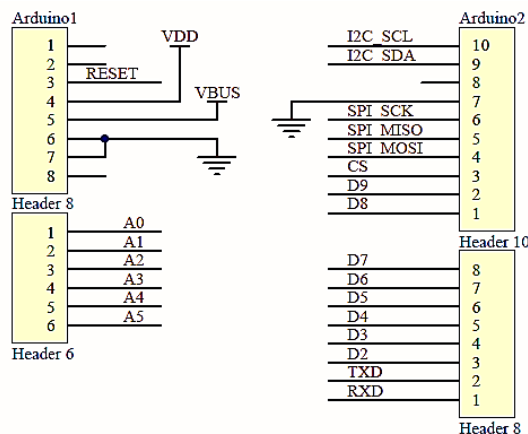 Arduino1
1
2
3 RESET
4 VDD
5 VBUS
6
7
8
Header 8
1 A0
2 A1
3 A2
4 A3
5 A4
6 A5
Header 6
Arduino2
I2C_SCL 10
I2C_SDA 9
8
7
SPI_SCK 6
SPI_MISO 5
SPI_MOSI 4
CS 3
D9 2
D8 1
Header 10
D7 8
D6 7
D5 6
D4 5
D3 4
D2 3
TXD 2
RXD 1
Header 8